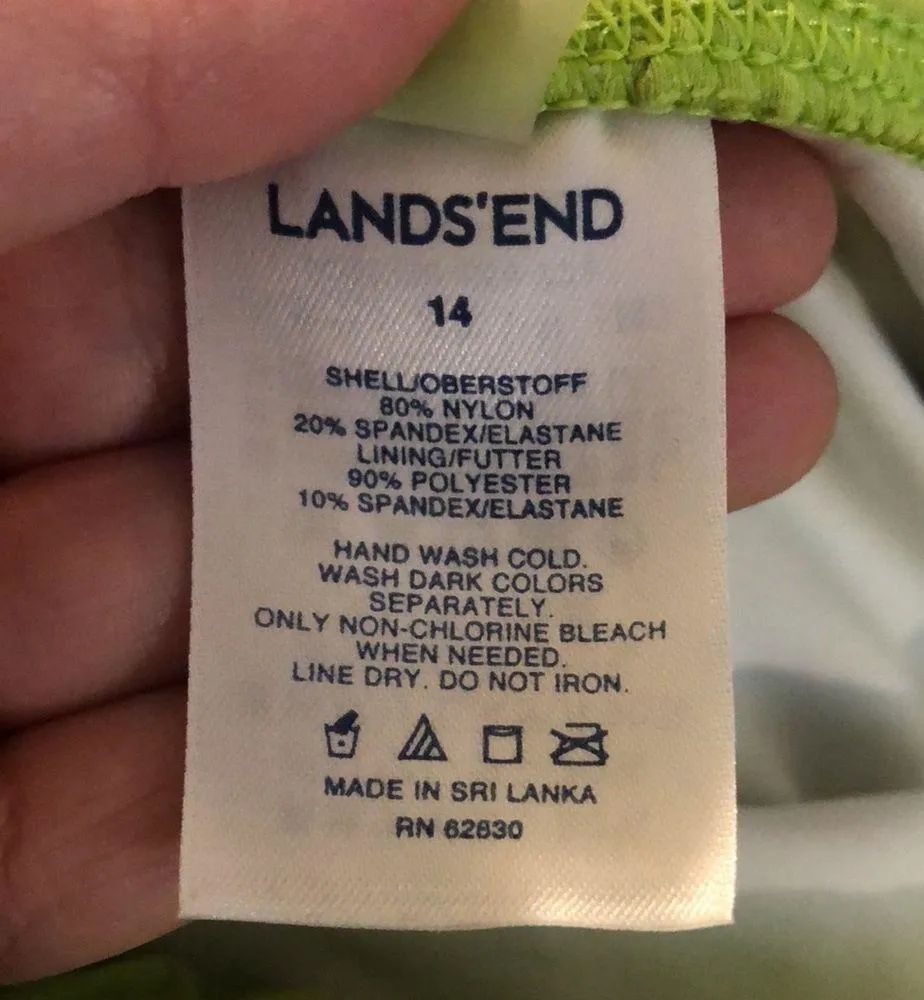 LANDS'END
14
SHELL/OBERSTOFF
80% NYLON
20% SPANDEX/ELASTANE
LINING/FUTTER
90% POLYESTER
10% SPANDEX/ELASTANE
HAND WASH COLD.
WASH DARK COLORS
SEPARATELY.
ONLY NON-CHLORINE BLEACH
WHEN NEEDED.
LINE DRY. DO NOT IRON.
MADE IN SRI LANKA
RN 62830